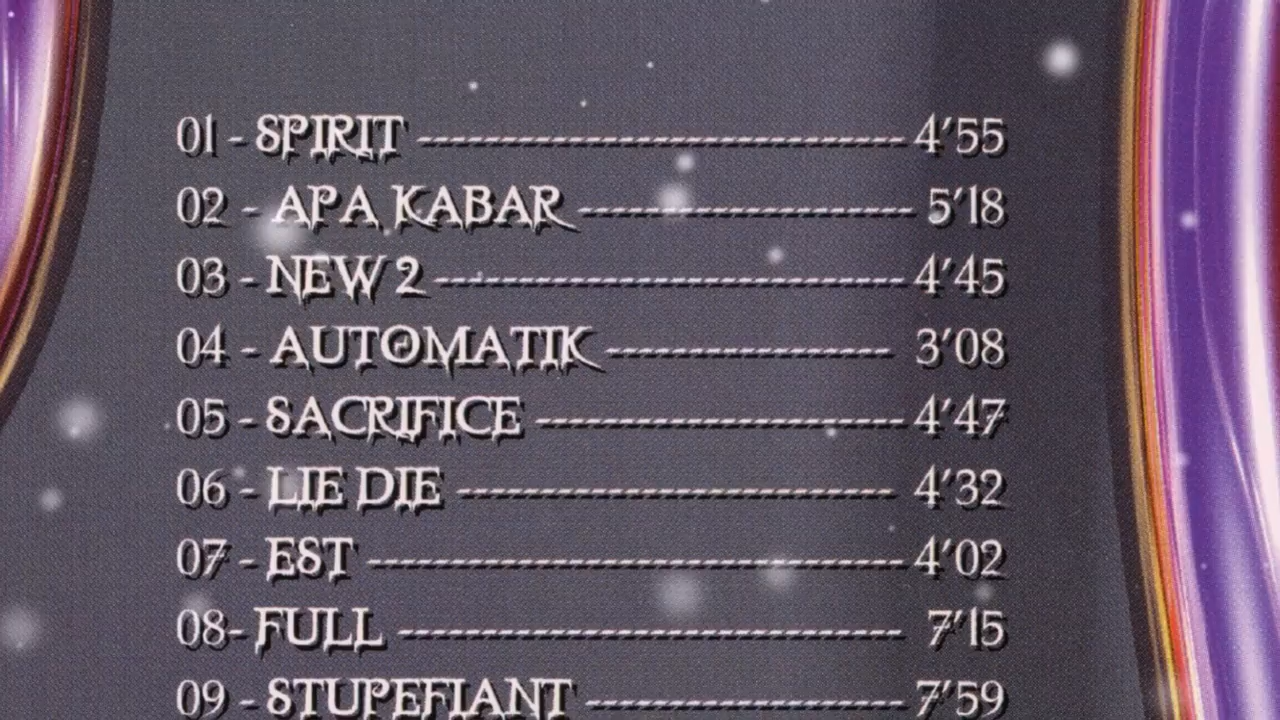 01 - SPIRIT ------------------------------ 4'55
02 - APA KABAR --------------------- 5'18
03 - NEW 2 ----------------------------- 4'45
04 - AUTOMATIK ------------------ 3'08
05 - SACRIFICE ----------------------- 4'47
06 - LIE DIE --------------------------- 4'32
07 - EST --------------------------------- 4'02
08- FULL ------------------------------- 7'15
09 - STUPEFIANT -------------------- 7'59